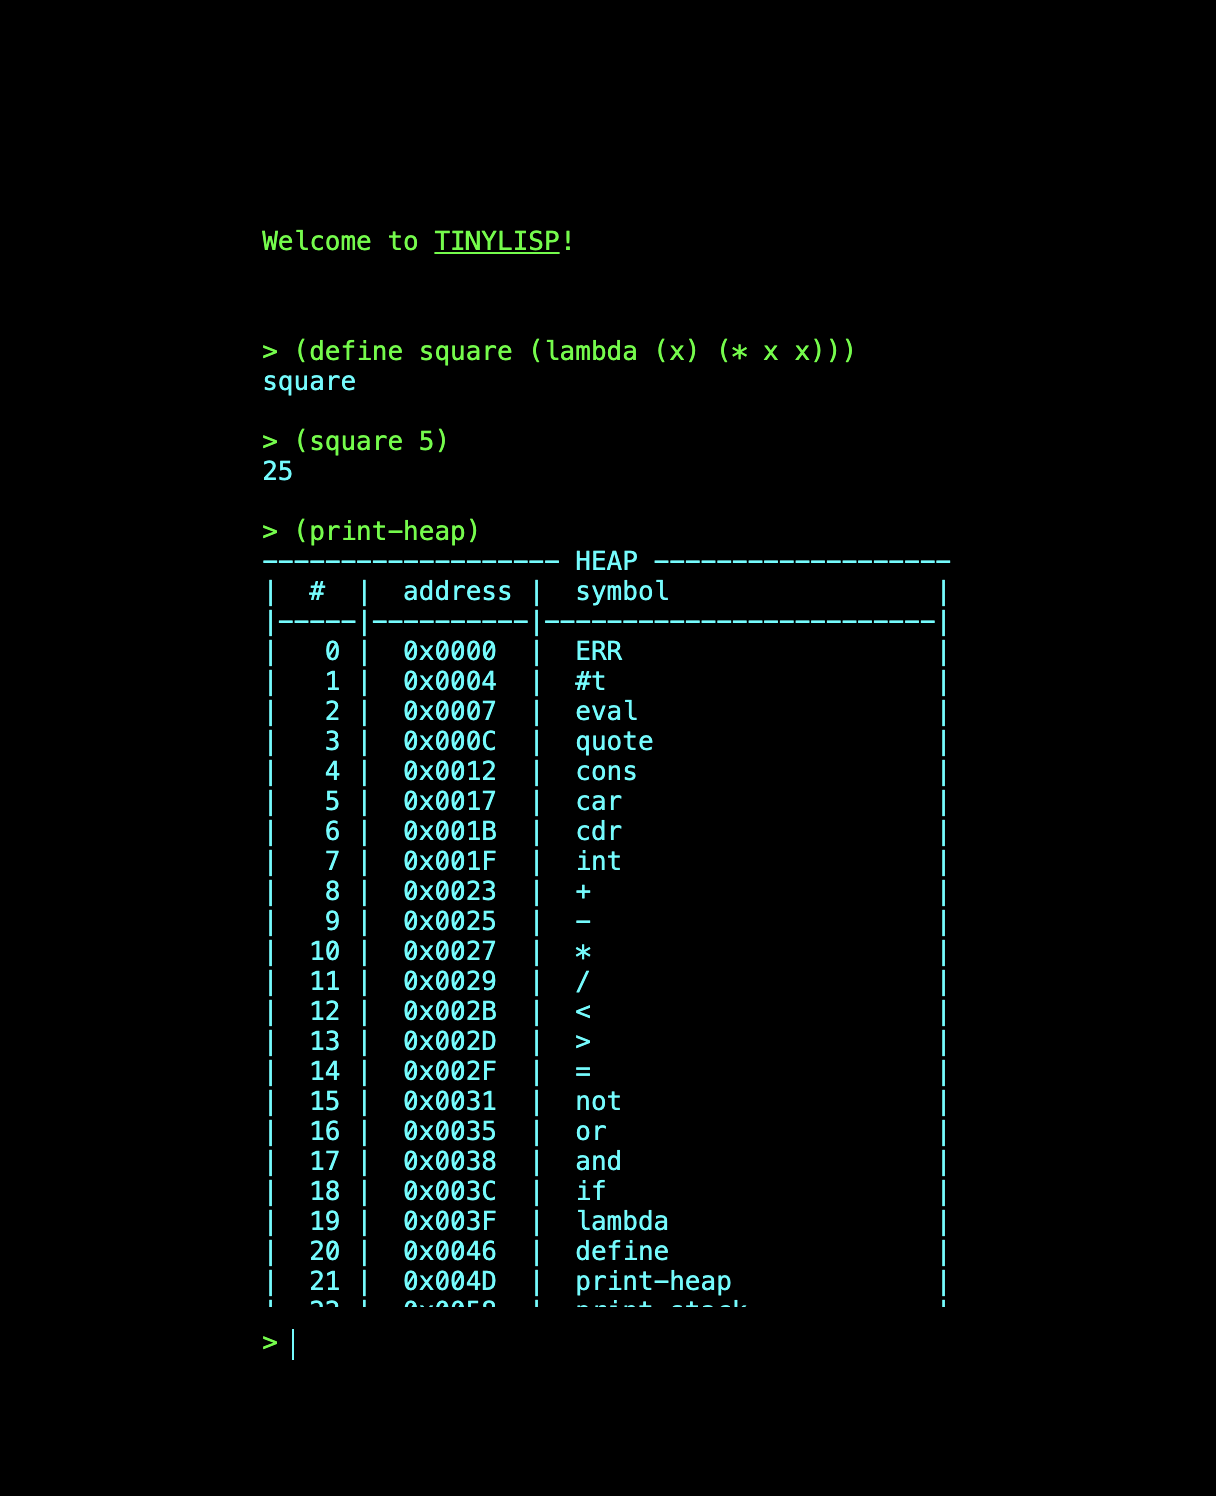 Welcome to TINYLISP!
> (define square (lambda (x) (* x x)))
square
> (square 5)
25
> (print-heap)
------------------- HEAP -------------------
|  #  |  address |  symbol                 |
|-----|----------|-------------------------|
|   0 |  0x0000  |  ERR                    |
|   1 |  0x0004  |  #t                     |
|   2 |  0x0007  |  eval                   |
|   3 |  0x000C  |  quote                  |
|   4 |  0x0012  |  cons                   |
|   5 |  0x0017  |  car                    |
|   6 |  0x001B  |  cdr                    |
|   7 |  0x001F  |  int                    |
|   8 |  0x0023  |  +                      |
|   9 |  0x0025  |  -                      |
|  10 |  0x0027  |  *                      |
|  11 |  0x0029  |  /                      |
|  12 |  0x002B  |  <                      |
|  13 |  0x002D  |  >                      |
|  14 |  0x002F  |  =                      |
|  15 |  0x0031  |  not                    |
|  16 |  0x0035  |  or                     |
|  17 |  0x0038  |  and                    |
|  18 |  0x003C  |  if                     |
|  19 |  0x003F  |  lambda                 |
|  20 |  0x0046  |  define                 |
|  21 |  0x004D  |  print-heap             |
>